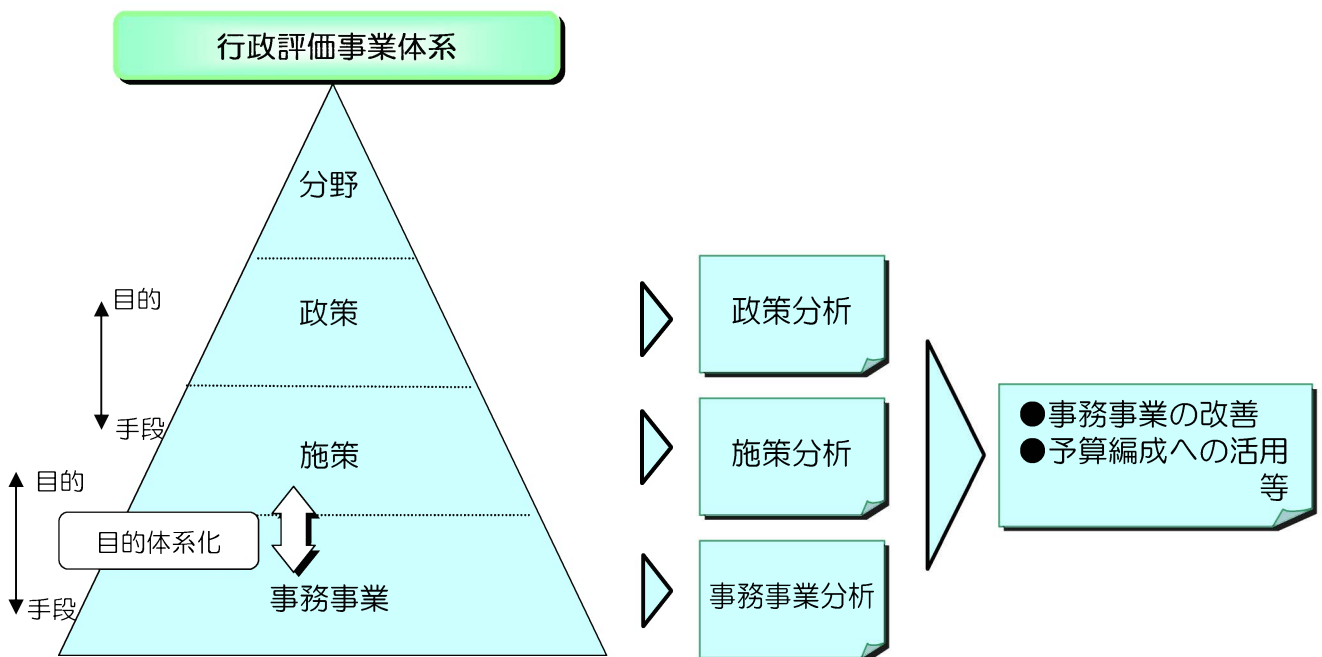 行政評価事業体系
分野
政策
施策
事務事業
目的
手段
目的
手段
目的体系化
政策分析
施策分析
事務事業分析
●事務事業の改善
●予算編成への活用
等